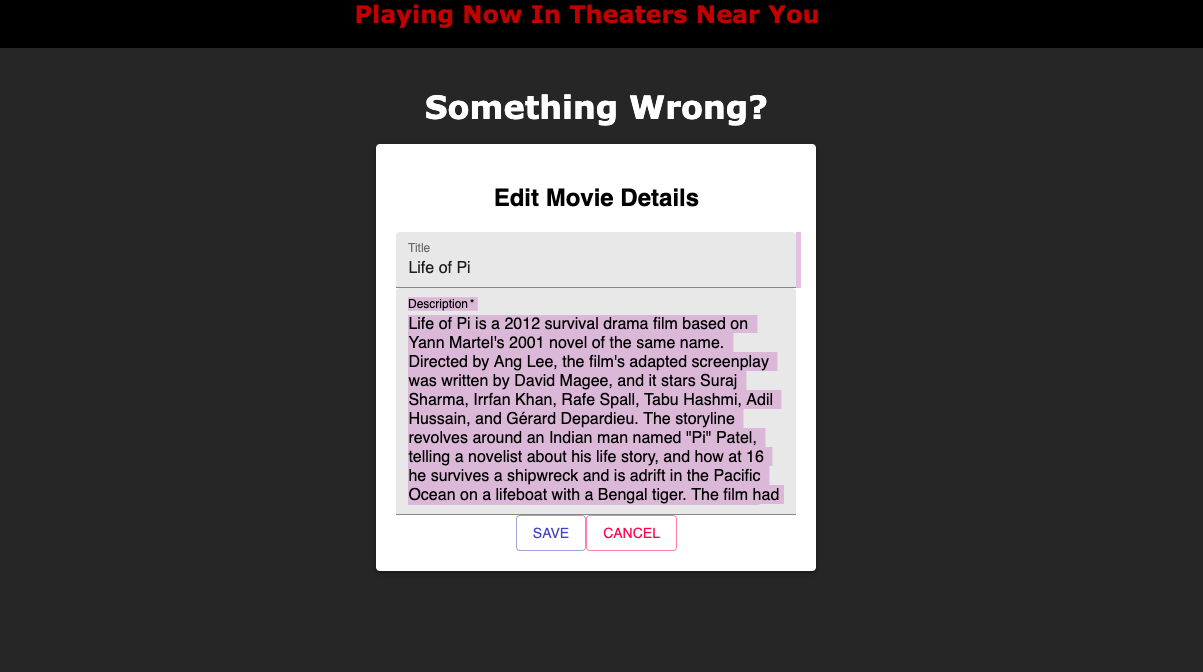 Playing Now In Theaters Near You
Something Wrong?
Edit Movie Details
Title
Life of Pi
Description *
Life of Pi is a 2012 survival drama film based on
Yann Martel's 2001 novel of the same name.
Directed by Ang Lee, the film's adapted screenplay
was written by David Magee, and it stars Suraj
Sharma, Irrfan Khan, Rafe Spall, Tabu Hashmi, Adil
Hussain, and Gérard Depardieu. The storyline
revolves around an Indian man named "Pi" Patel,
telling a novelist about his life story, and how at 16
he survives a shipwreck and is adrift in the Pacific
Ocean on a lifeboat with a Bengal tiger. The film had
SAVE CANCEL